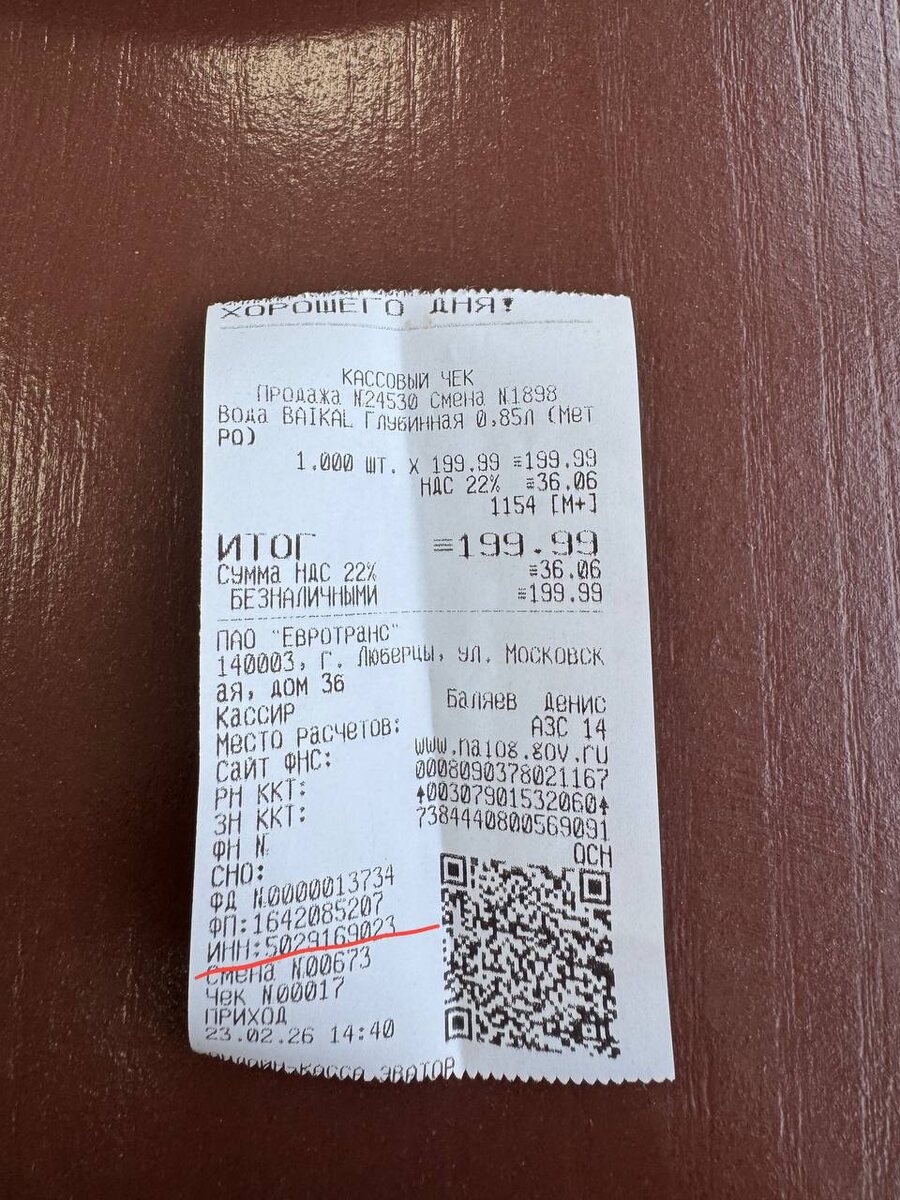 ХОРОШЕГО ДНЯ!
КАССОВЫЙ ЧЕК
Продажа N24530 Смена N1898
Вода BAIKAL Глубинная 0,85л (Мет
РО)
1.000 шт. x 199.99 ≡199.99
НДС 22% ≡36.06
1154 [M+]
ИТОГ ≡199.99
Сумма НДС 22% ≡36.06
БЕЗНАЛИЧНЫМИ ≡199.99
ПАО "ЕВРОТРАНС"
140003, г. Люберцы, ул. Московск
ая, дом 36
Кассир Баляев Денис
Место расчетов: АЗС 14
Сайт ФНС: www.nalog.gov.ru
РН ККТ: 0008090378021167
ЗН ККТ: ↑00307901532060↑
ФН N 7384440800569091
СНО: ОСН
ФД N0000013734
ФП:1642085207
ИНН:5029169023
Смена N00673
Чек N00017
ПРИХОД
23.02.26 14:40
ОНЛАЙН-КАССА ЭВАТОР